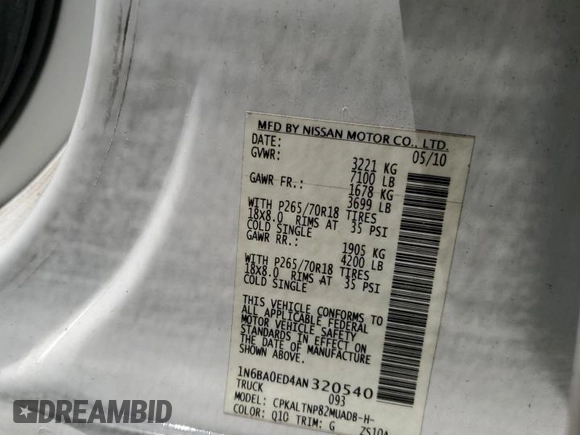 MFD BY NISSAN MOTOR CO., LTD.
DATE: 05/10
GVWR: 3221 KG
7100 LB
GAWR FR.: 1678 KG
3699 LB
WITH P265/70R18 TIRES
18X8.0 RIMS AT 35 PSI
COLD SINGLE
GAWR RR.: 1905 KG
4200 LB
WITH P265/70R18 TIRES
18X8.0 RIMS AT 35 PSI
COLD SINGLE
THIS VEHICLE CONFORMS TO
ALL APPLICABLE FEDERAL
MOTOR VEHICLE SAFETY
STANDARDS IN EFFECT ON
THE DATE OF MANUFACTURE
SHOWN ABOVE.
1N6BA0ED4AN320540
TRUCK 093
MODEL: CPKALTNP82MUADB-H-
COLOR: Q10 TRIM: G ZS10A
DREAMBID